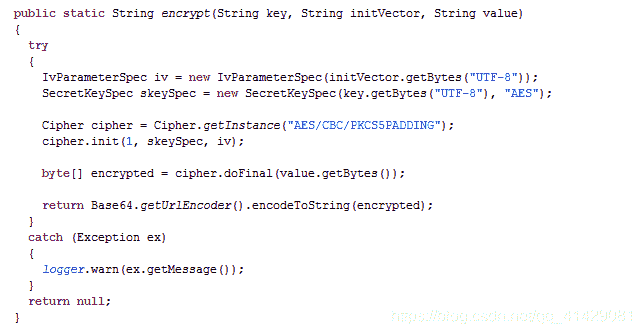 public static String encrypt(String key, String initVector, String value)
{
try
{
IvParameterSpec iv = new IvParameterSpec(initVector.getBytes("UTF-8"));
SecretKeySpec skeySpec = new SecretKeySpec(key.getBytes("UTF-8"), "AES");
Cipher cipher = Cipher.getInstance("AES/CBC/PKCS5PADDING");
cipher.init(1, skeySpec, iv);
byte[] encrypted = cipher.doFinal(value.getBytes());
return Base64.getUrlEncoder().encodeToString(encrypted);
}
catch (Exception ex)
{
logger.warn(ex.getMessage());
}
return null;
}
https://blog.csdn.net/qq_41429081